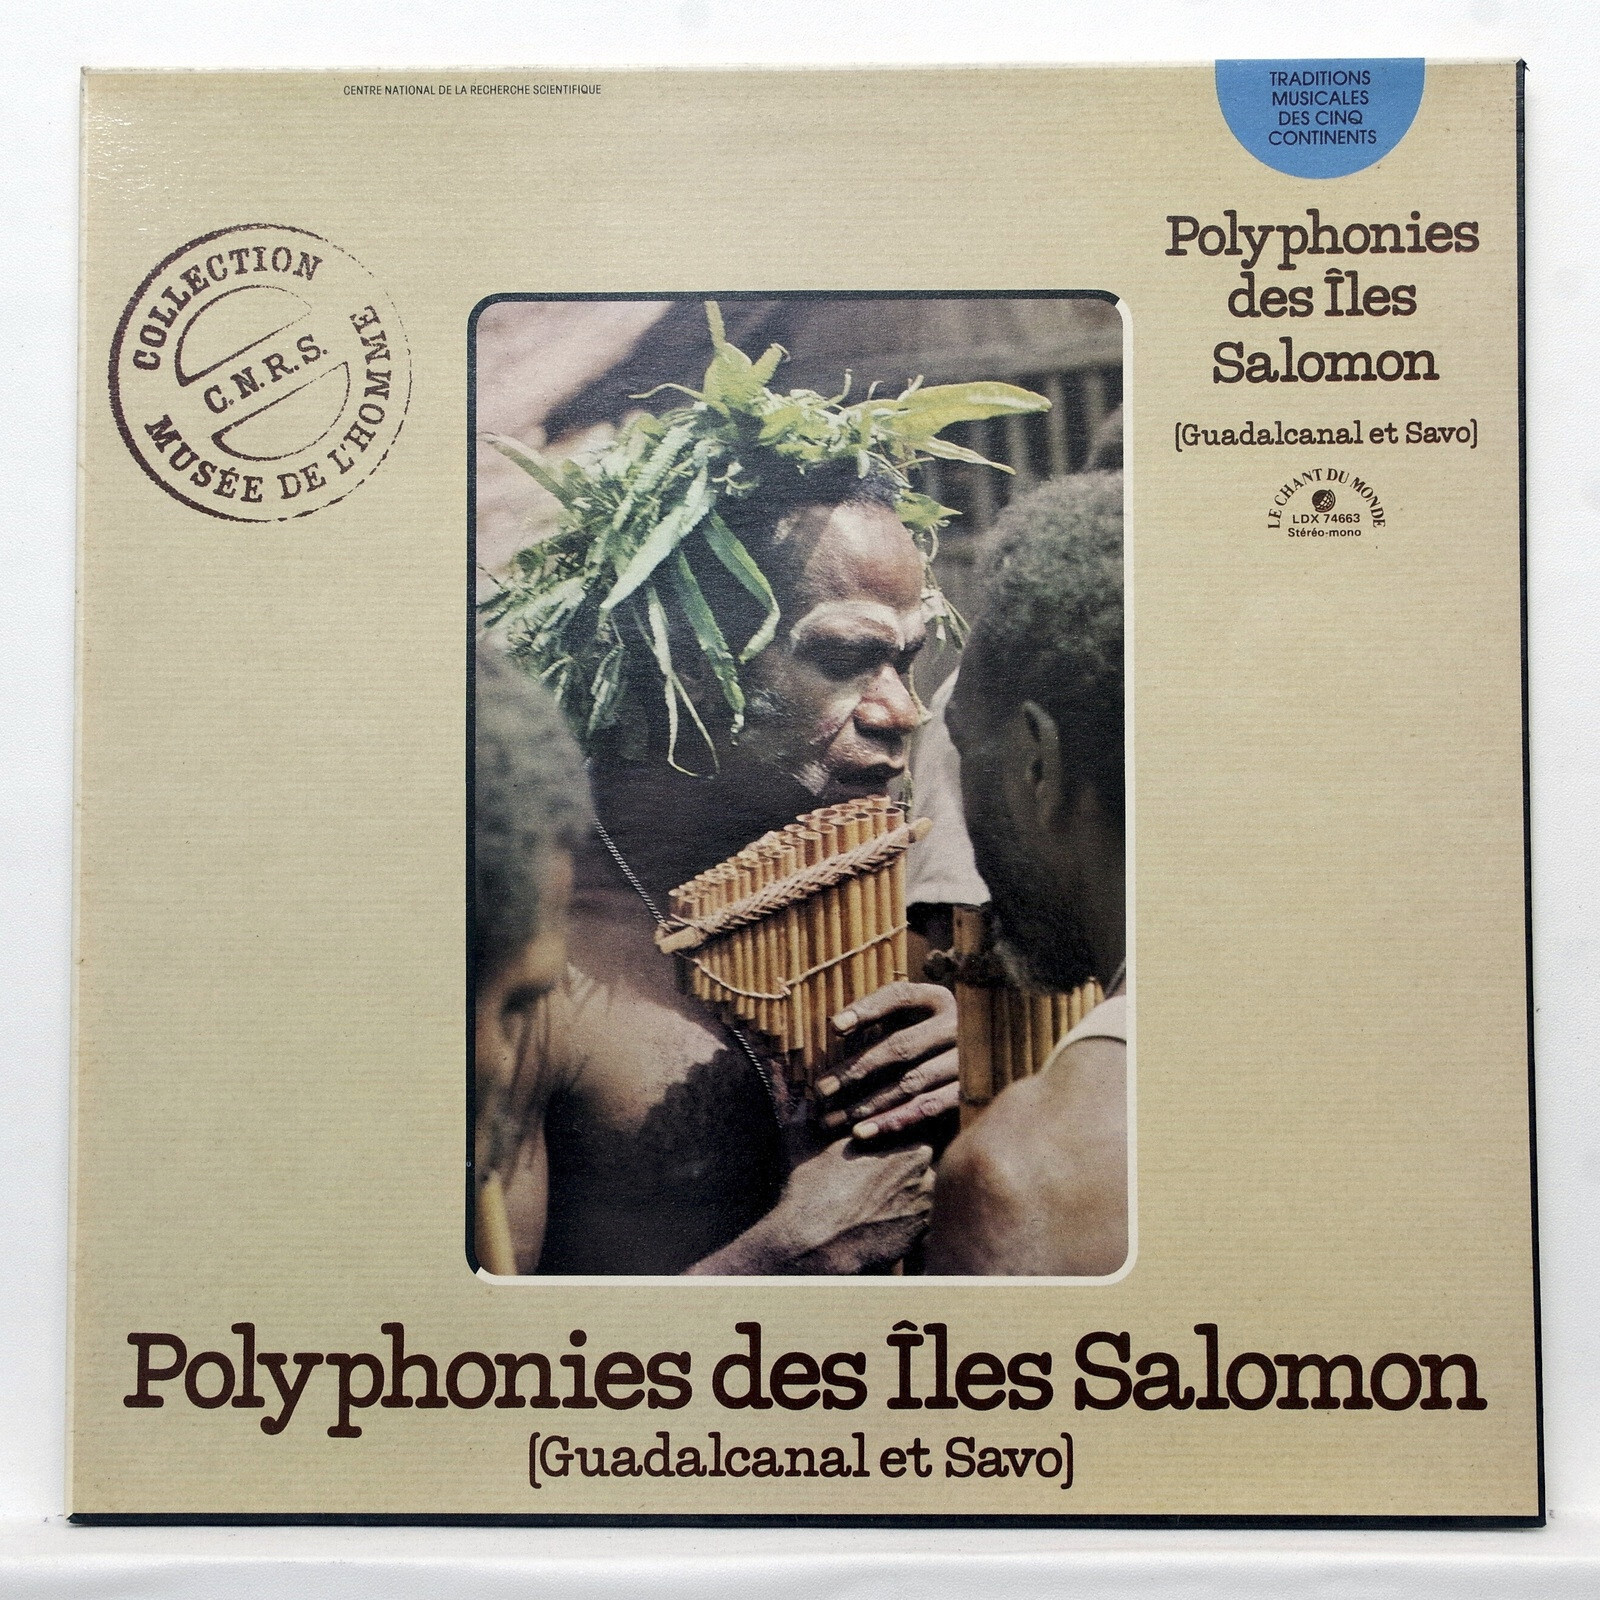 CENTRE NATIONAL DE LA RECHERCHE SCIENTIFIQUE
TRADITIONS
MUSICALES
DES CINQ
CONTINENTS
COLLECTION
C.N.R.S.
MUSÉE DE L'HOMME
Polyphonies
des Îles
Salomon
(Guadalcanal et Savo)
LE CHANT DU MONDE
LDX 74663
Stéréo-mono
Polyphonies des Îles Salomon
(Guadalcanal et Savo)